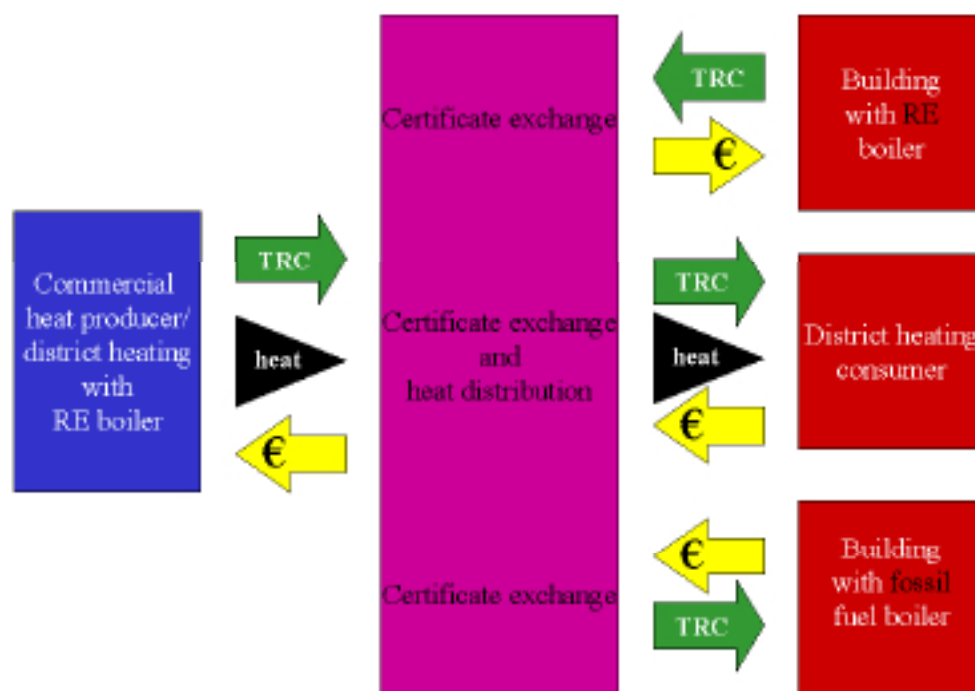 Commercial
heat producer/
district heating
with
RE boiler
TRC
heat
€
Certificate exchange
Certificate exchange
and
heat distribution
Certificate exchange
TRC
€
TRC
heat
€
€
TRC
Building
with RE
boiler
District heating
consumer
Building
with fossil
fuel boiler